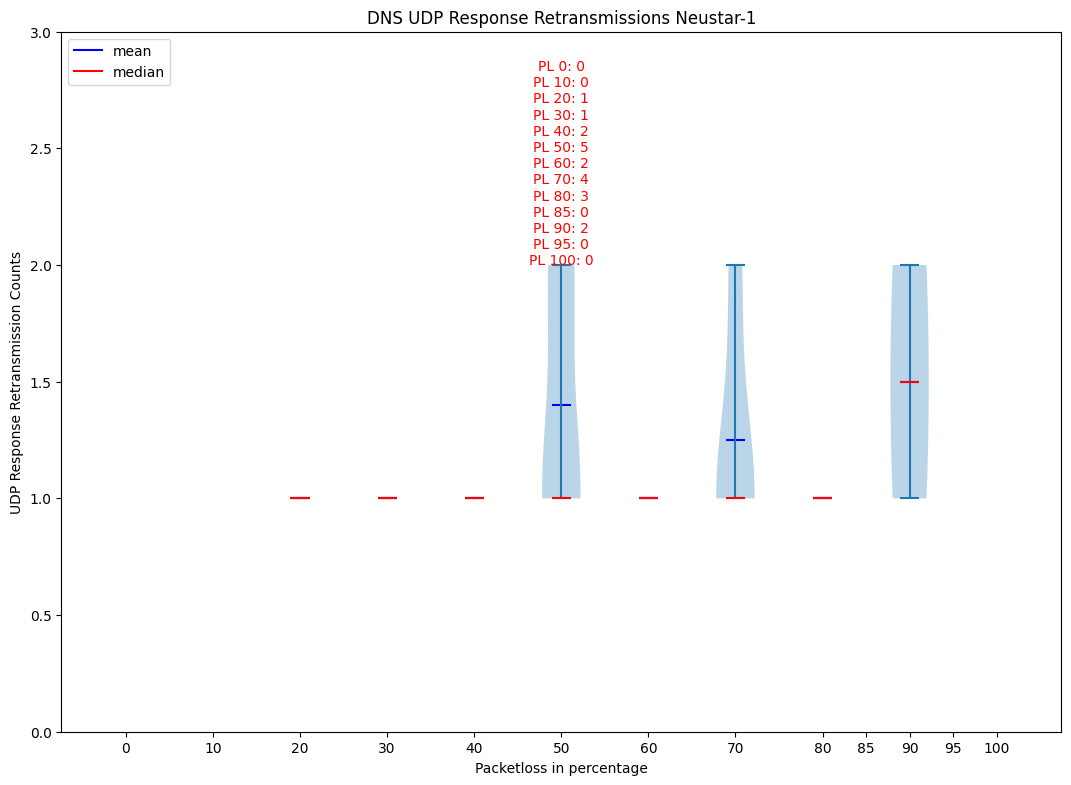 DNS UDP Response Retransmissions Neustar-1
mean
median
PL 0: 0
PL 10: 0
PL 20: 1
PL 30: 1
PL 40: 2
PL 50: 5
PL 60: 2
PL 70: 4
PL 80: 3
PL 85: 0
PL 90: 2
PL 95: 0
PL 100: 0
UDP Response Retransmission Counts
3.0
2.5
2.0
1.5
1.0
0.5
0.0
0 10 20 30 40 50 60 70 80 85 90 95 100
Packetloss in percentage